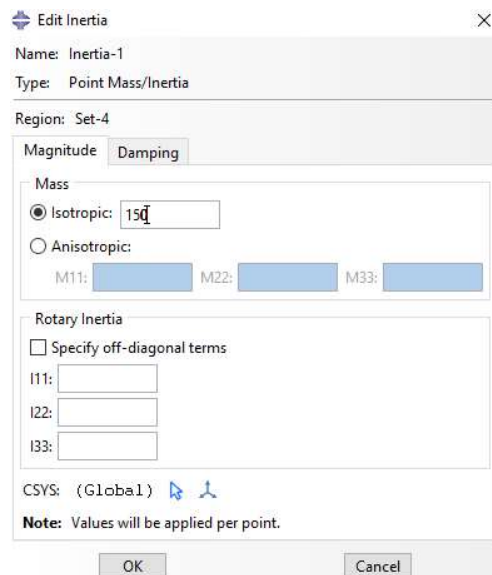 Edit Inertia
Name: Inertia-1
Type: Point Mass/Inertia
Region: Set-4
Magnitude Damping
Mass
Isotropic: 150
Anisotropic:
M11: M22: M33:
Rotary Inertia
Specify off-diagonal terms
I11:
I22:
I33:
CSYS: (Global)
Note: Values will be applied per point.
OK Cancel